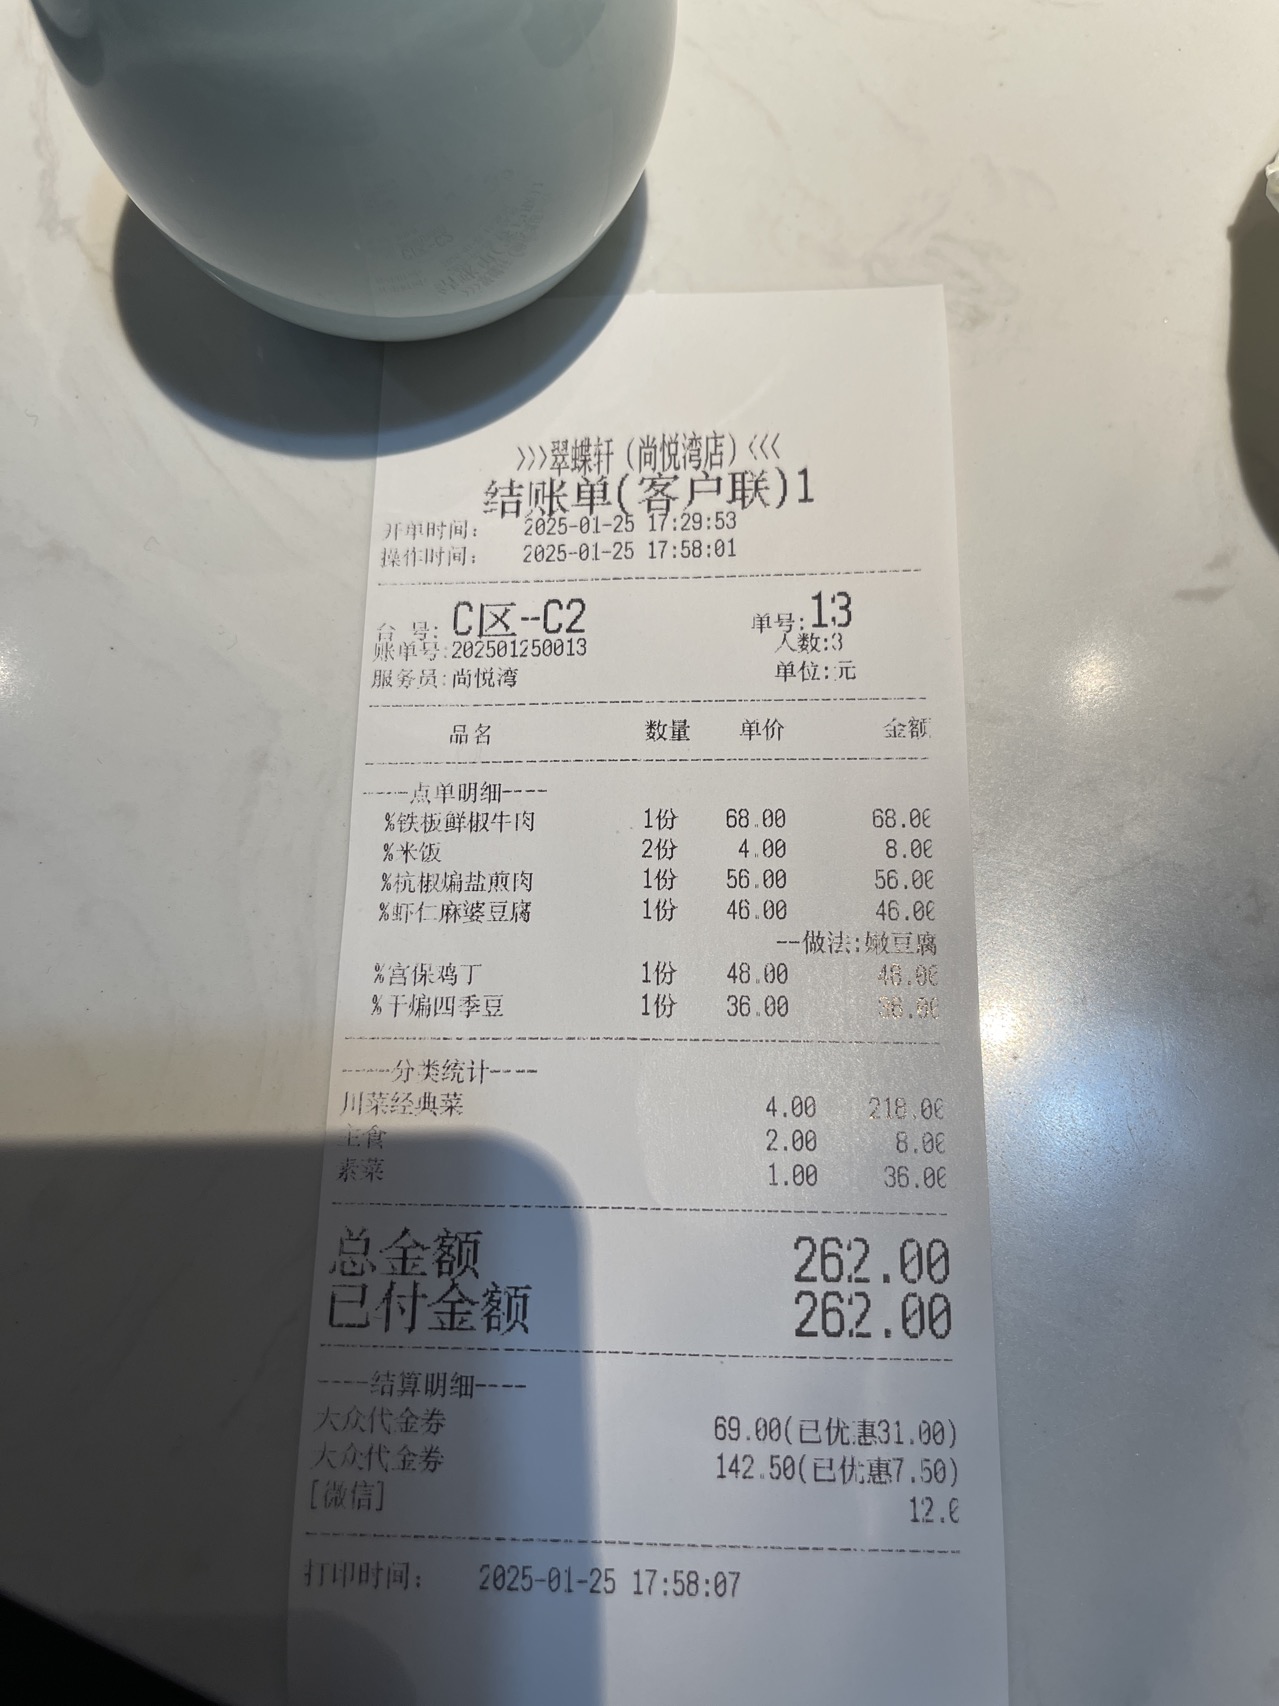 >>>翠蝶轩(尚悦湾店)<<<
结账单(客户联)1
开单时间: 2025-01-25 17:29:53
操作时间: 2025-01-25 17:58:01
台 号: C区--C2 单号:13
账单号:202501250013 人数:3
服务员:尚悦湾 单位:元
品名 数量 单价 金额
----点单明细----
%铁板鲜椒牛肉 1份 68.00 68.00
%米饭 2份 4.00 8.00
%杭椒煸盐煎肉 1份 56.00 56.00
%虾仁麻婆豆腐 1份 46.00 46.00
--做法:嫩豆腐
%宫保鸡丁 1份 48.00 48.00
%干煸四季豆 1份 36.00 36.00
----分类统计----
川菜经典菜 4.00 218.00
主食 2.00 8.00
素菜 1.00 36.00
总金额 262.00
已付金额 262.00
----结算明细----
大众代金券 69.00(已优惠31.00)
大众代金券 142.50(已优惠7.50)
[微信] 12.0
打印时间: 2025-01-25 17:58:07